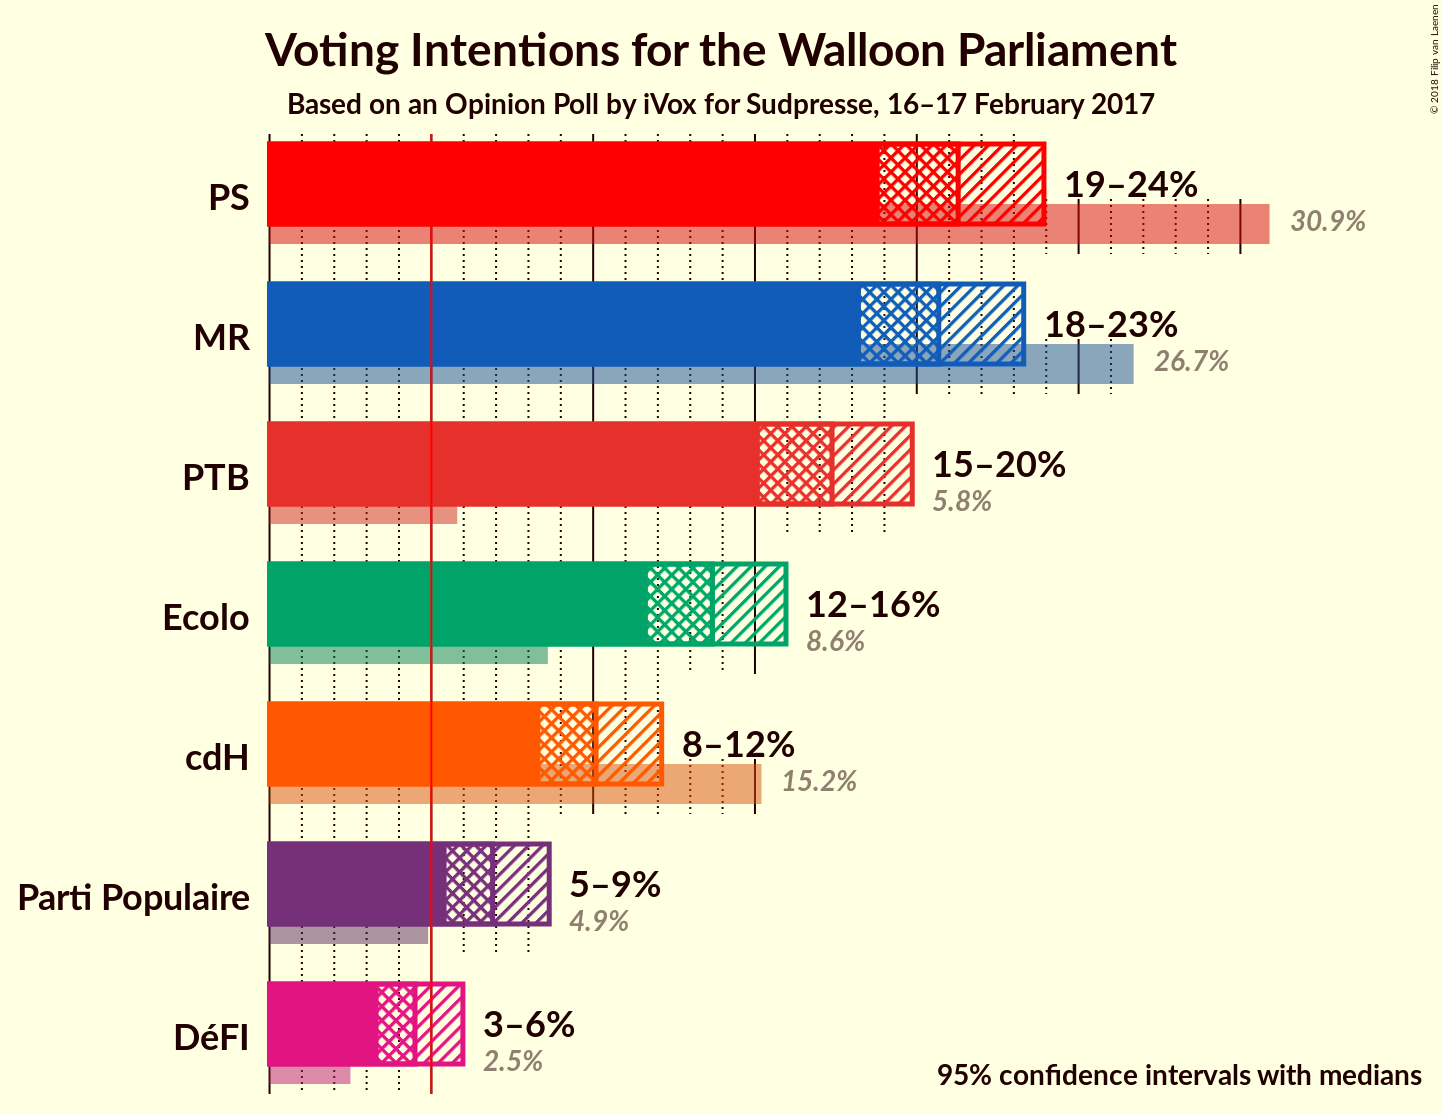 Voting Intentions for the Walloon Parliament
Based on an Opinion Poll by iVox for Sudpresse, 16–17 February 2017
© 2018 Filip van Laenen
PS
19–24%
30.9%
MR
18–23%
26.7%
PTB
15–20%
5.8%
Ecolo
12–16%
8.6%
cdH
8–12%
15.2%
Parti Populaire
5–9%
4.9%
DéFI
3–6%
2.5%
95% confidence intervals with medians